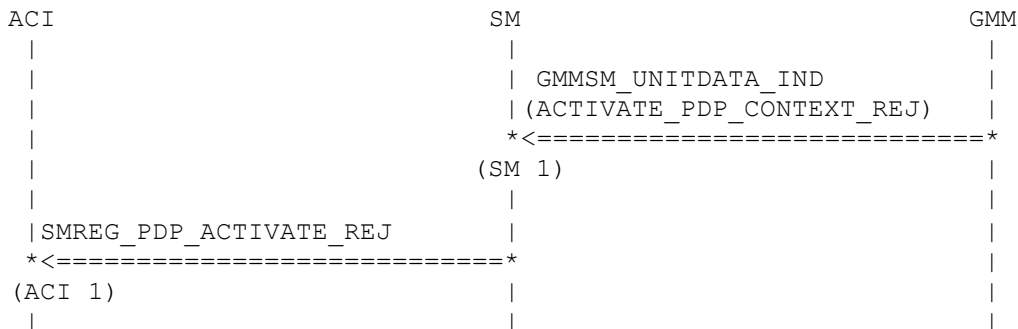 ACI SM GMM
| | |
| | GMMSM_UNITDATA_IND |
| |(ACTIVATE_PDP_CONTEXT_REJ) |
| *<===========================*
| (SM 1) |
| | |
|SMREG_PDP_ACTIVATE_REJ | |
*<============================* |
(ACI 1) | |
| | |